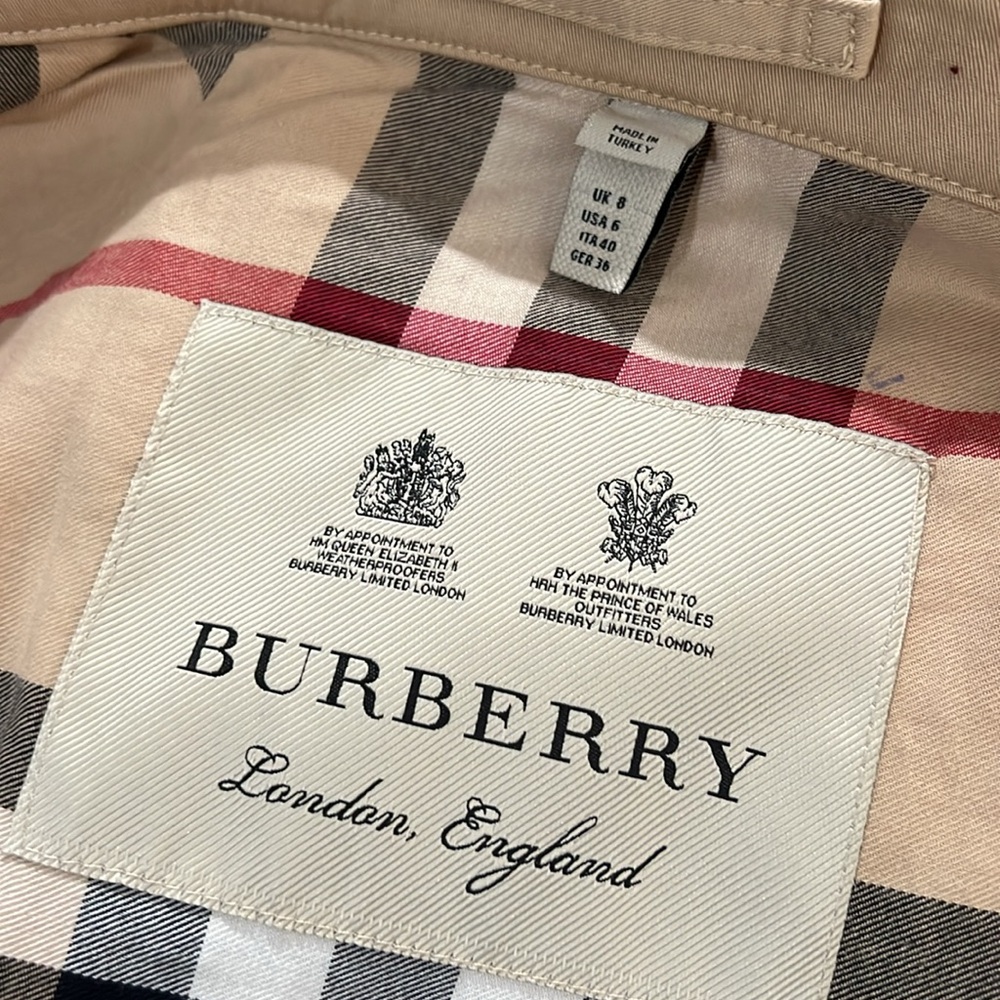 MADE IN
TURKEY
UK 8
USA 6
ITA 40
GER 36
BY APPOINTMENT TO
HM QUEEN ELIZABETH II
WEATHERPROOFERS
BURBERRY LIMITED LONDON
BY APPOINTMENT TO
HRH THE PRINCE OF WALES
OUTFITTERS
BURBERRY LIMITED LONDON
BURBERRY
London, England